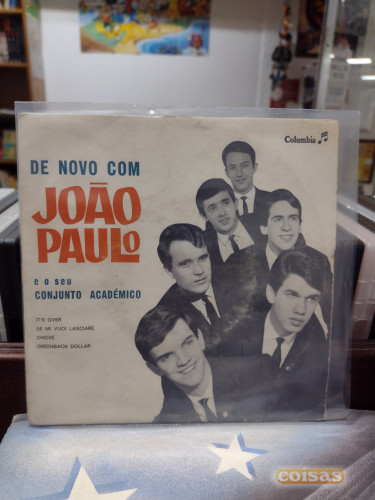 Columbia
DE NOVO COM
JOÃO
PAULO
e o seu
CONJUNTO ACADÉMICO
IT'S OVER
SE MI VUOI LASCIARE
CHOVE
GREENBACK DOLLAR
coisas